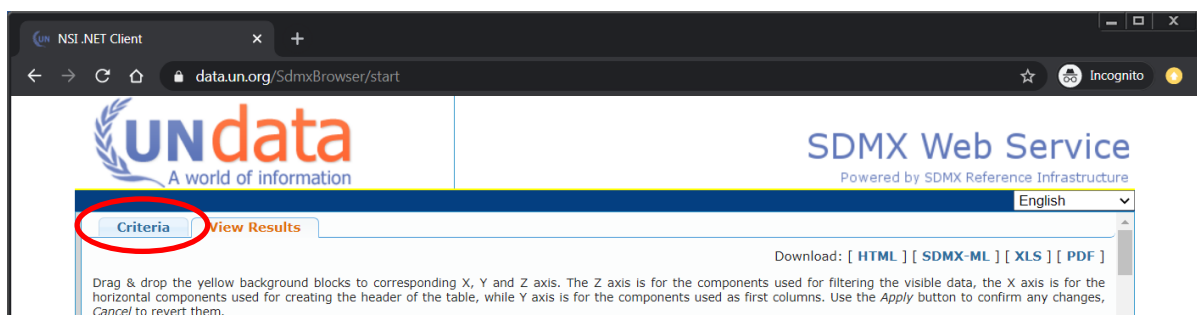 UN NSI .NET Client × +
data.un.org/SdmxBrowser/start Incognito
UNdata
A world of information
SDMX Web Service
Powered by SDMX Reference Infrastructure
English
Criteria View Results
Download: [ HTML ] [ SDMX-ML ] [ XLS ] [ PDF ]
Drag & drop the yellow background blocks to corresponding X, Y and Z axis. The Z axis is for the components used for filtering the visible data, the X axis is for the
horizontal components used for creating the header of the table, while Y axis is for the components used as first columns. Use the Apply button to confirm any changes,
Cancel to revert them.